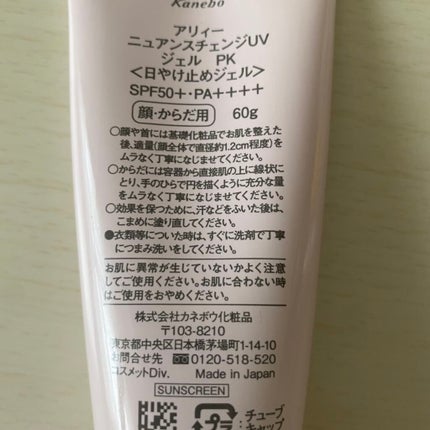 Kanebo
アリィー
ニュアンスチェンジUV
ジェル PK
<日やけ止めジェル>
SPF50+・PA++++
顔・からだ用 60g
○顔や首には基礎化粧品でお肌を整えた
後、適量(顔全体で直径約1.2cm程度)を
ムラなく丁寧になじませてください。
○からだには容器から直接肌の上に線状に
とり、手のひらで円を描くように充分な量
をムラなく丁寧になじませてください。
○効果を保つために、汗などをふいた後は、
こまめに塗り直してください。
●衣類等についた時は、すぐに洗剤で丁寧
につまみ洗いをしてください。
お肌に異常が生じていないかよく注意
してご使用ください。お肌に合わない時
はご使用をおやめください。
株式会社カネボウ化粧品
〒103-8210
東京都中央区日本橋茅場町1-14-10
お問合せ先 0120-518-520
コスメットDiv. Made in Japan
SUNSCREEN
プラ
チューブ
キャップ